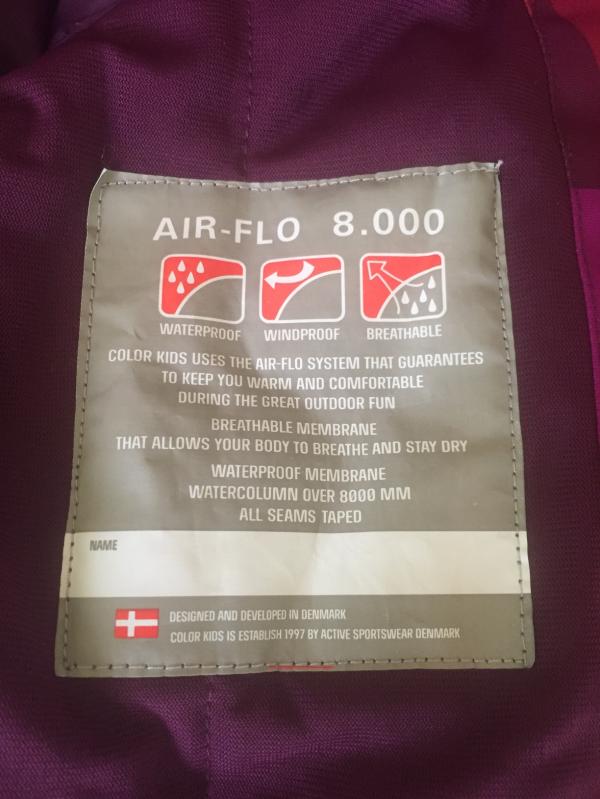 AIR-FLO 8.000
WATERPROOF WINDPROOF BREATHABLE
COLOR KIDS USES THE AIR-FLO SYSTEM THAT GUARANTEES
TO KEEP YOU WARM AND COMFORTABLE
DURING THE GREAT OUTDOOR FUN
BREATHABLE MEMBRANE
THAT ALLOWS YOUR BODY TO BREATHE AND STAY DRY
WATERPROOF MEMBRANE
WATERCOLUMN OVER 8000 MM
ALL SEAMS TAPED
NAME
DESIGNED AND DEVELOPED IN DENMARK
COLOR KIDS IS ESTABLISH 1997 BY ACTIVE SPORTSWEAR DENMARK